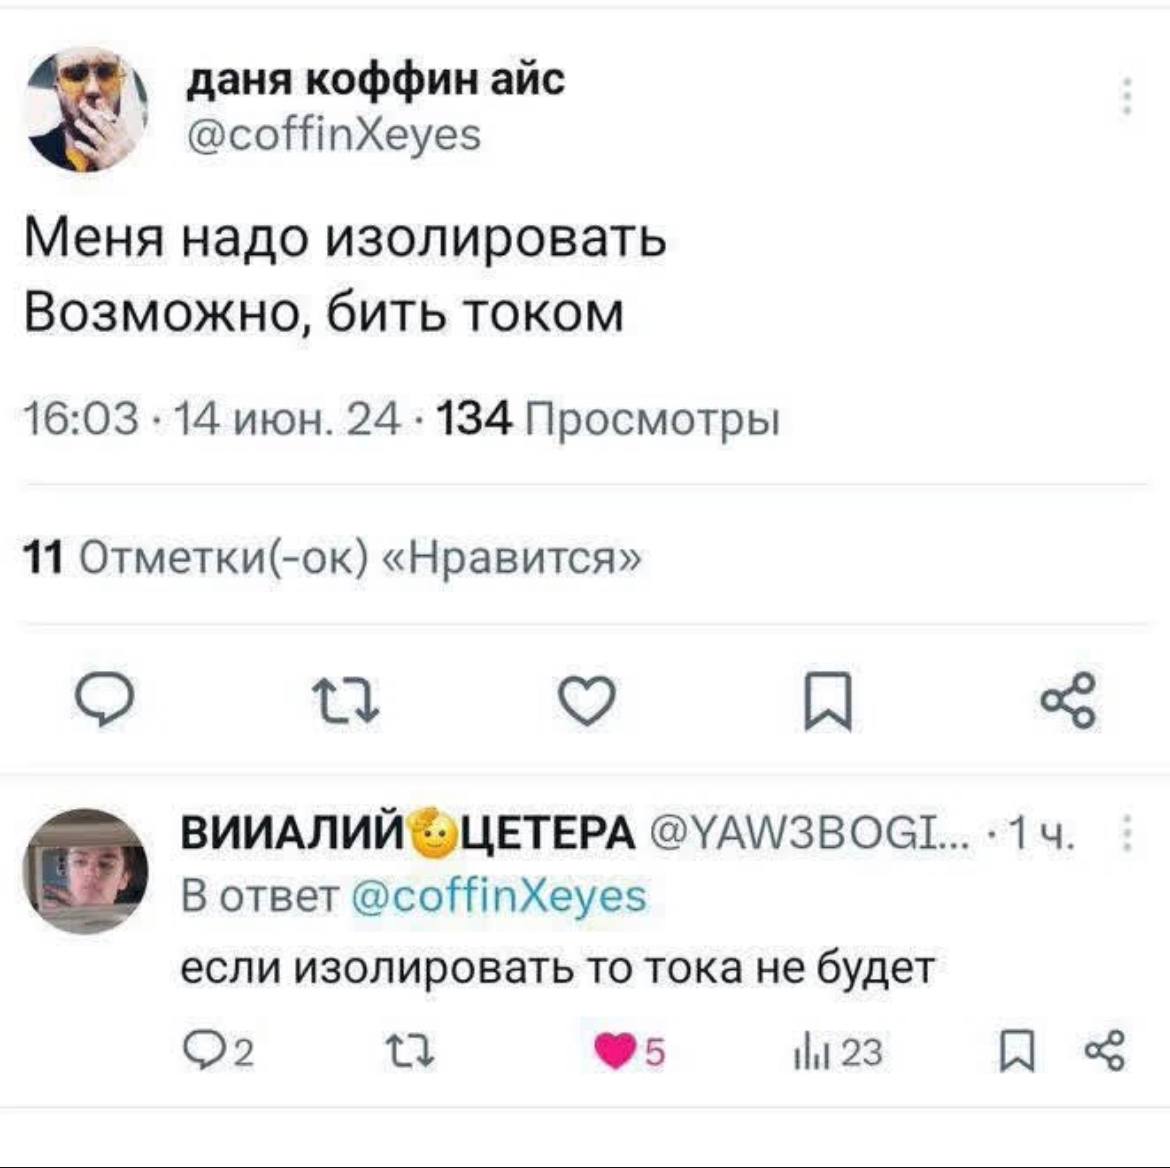 даня коффин айс
@coffinXeyes
Меня надо изолировать
Возможно, бить током
16:03 · 14 июн. 24 · 134 Просмотры
11 Отметки(-ок) «Нравится»
ВИИАЛИЙ🫡ЦЕТЕРА @YAW3BOGI... · 1 ч.
В ответ @coffinXeyes
если изолировать то тока не будет
2 5 23